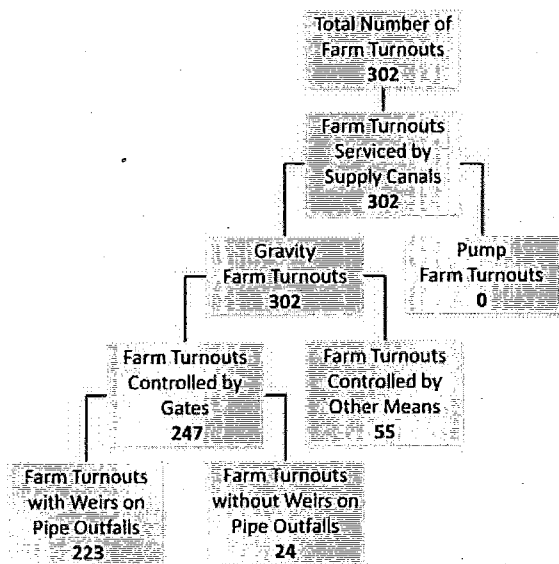 Total Number of
Farm Turnouts
302
Farm Turnouts
Serviced by
Supply Canals
302
Gravity
Farm Turnouts
302
Pump
Farm Turnouts
0
Farm Turnouts
Controlled by
Gates
247
Farm Turnouts
Controlled by
Other Means
55
Farm Turnouts
with Weirs on
Pipe Outfalls
223
Farm Turnouts
without Weirs on
Pipe Outfalls
24